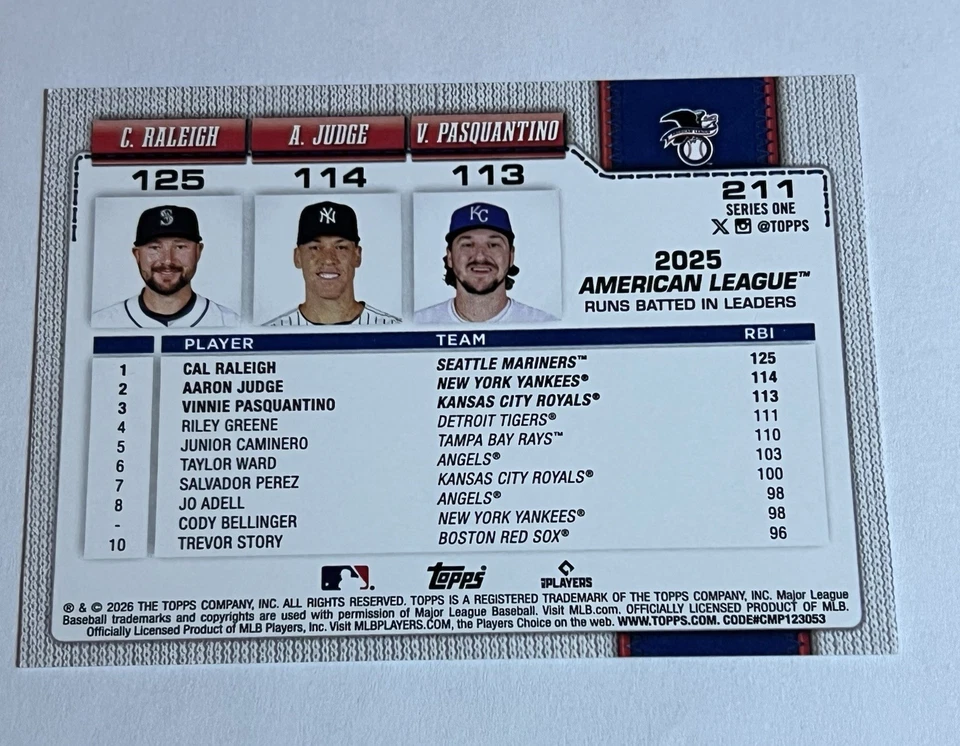 C. RALEIGH A. JUDGE V. PASQUANTINO
125 114 113
AMERICAN LEAGUE
211
SERIES ONE
X @TOPPS
S NY KC
2025
AMERICAN LEAGUE™
RUNS BATTED IN LEADERS
PLAYER TEAM RBI
1 CAL RALEIGH SEATTLE MARINERS™ 125
2 AARON JUDGE NEW YORK YANKEES® 114
3 VINNIE PASQUANTINO KANSAS CITY ROYALS® 113
4 RILEY GREENE DETROIT TIGERS® 111
5 JUNIOR CAMINERO TAMPA BAY RAYS™ 110
6 TAYLOR WARD ANGELS® 103
7 SALVADOR PEREZ KANSAS CITY ROYALS® 100
8 JO ADELL ANGELS® 98
- CODY BELLINGER NEW YORK YANKEES® 98
10 TREVOR STORY BOSTON RED SOX® 96
Topps MLB PLAYERS
® & © 2026 THE TOPPS COMPANY, INC. ALL RIGHTS RESERVED. TOPPS IS A REGISTERED TRADEMARK OF THE TOPPS COMPANY, INC. Major League
Baseball trademarks and copyrights are used with permission of Major League Baseball. Visit MLB.com. OFFICIALLY LICENSED PRODUCT OF MLB.
Officially Licensed Product of MLB Players, Inc. Visit MLBPLAYERS.COM, the Players Choice on the web. WWW.TOPPS.COM. CODE#CMP123053